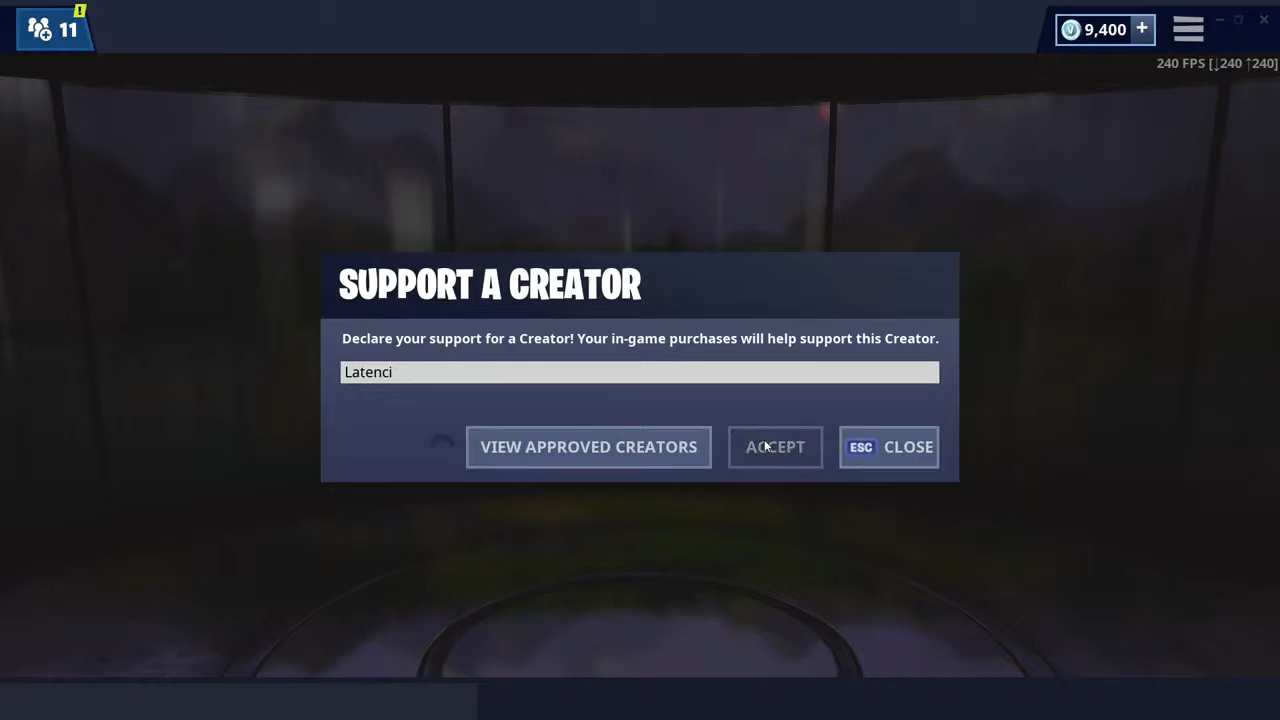 !
11
9,400 +
240 FPS [↓240 ↑240]
SUPPORT A CREATOR
Declare your support for a Creator! Your in-game purchases will help support this Creator.
Latenci
VIEW APPROVED CREATORS
ACCEPT
ESC CLOSE